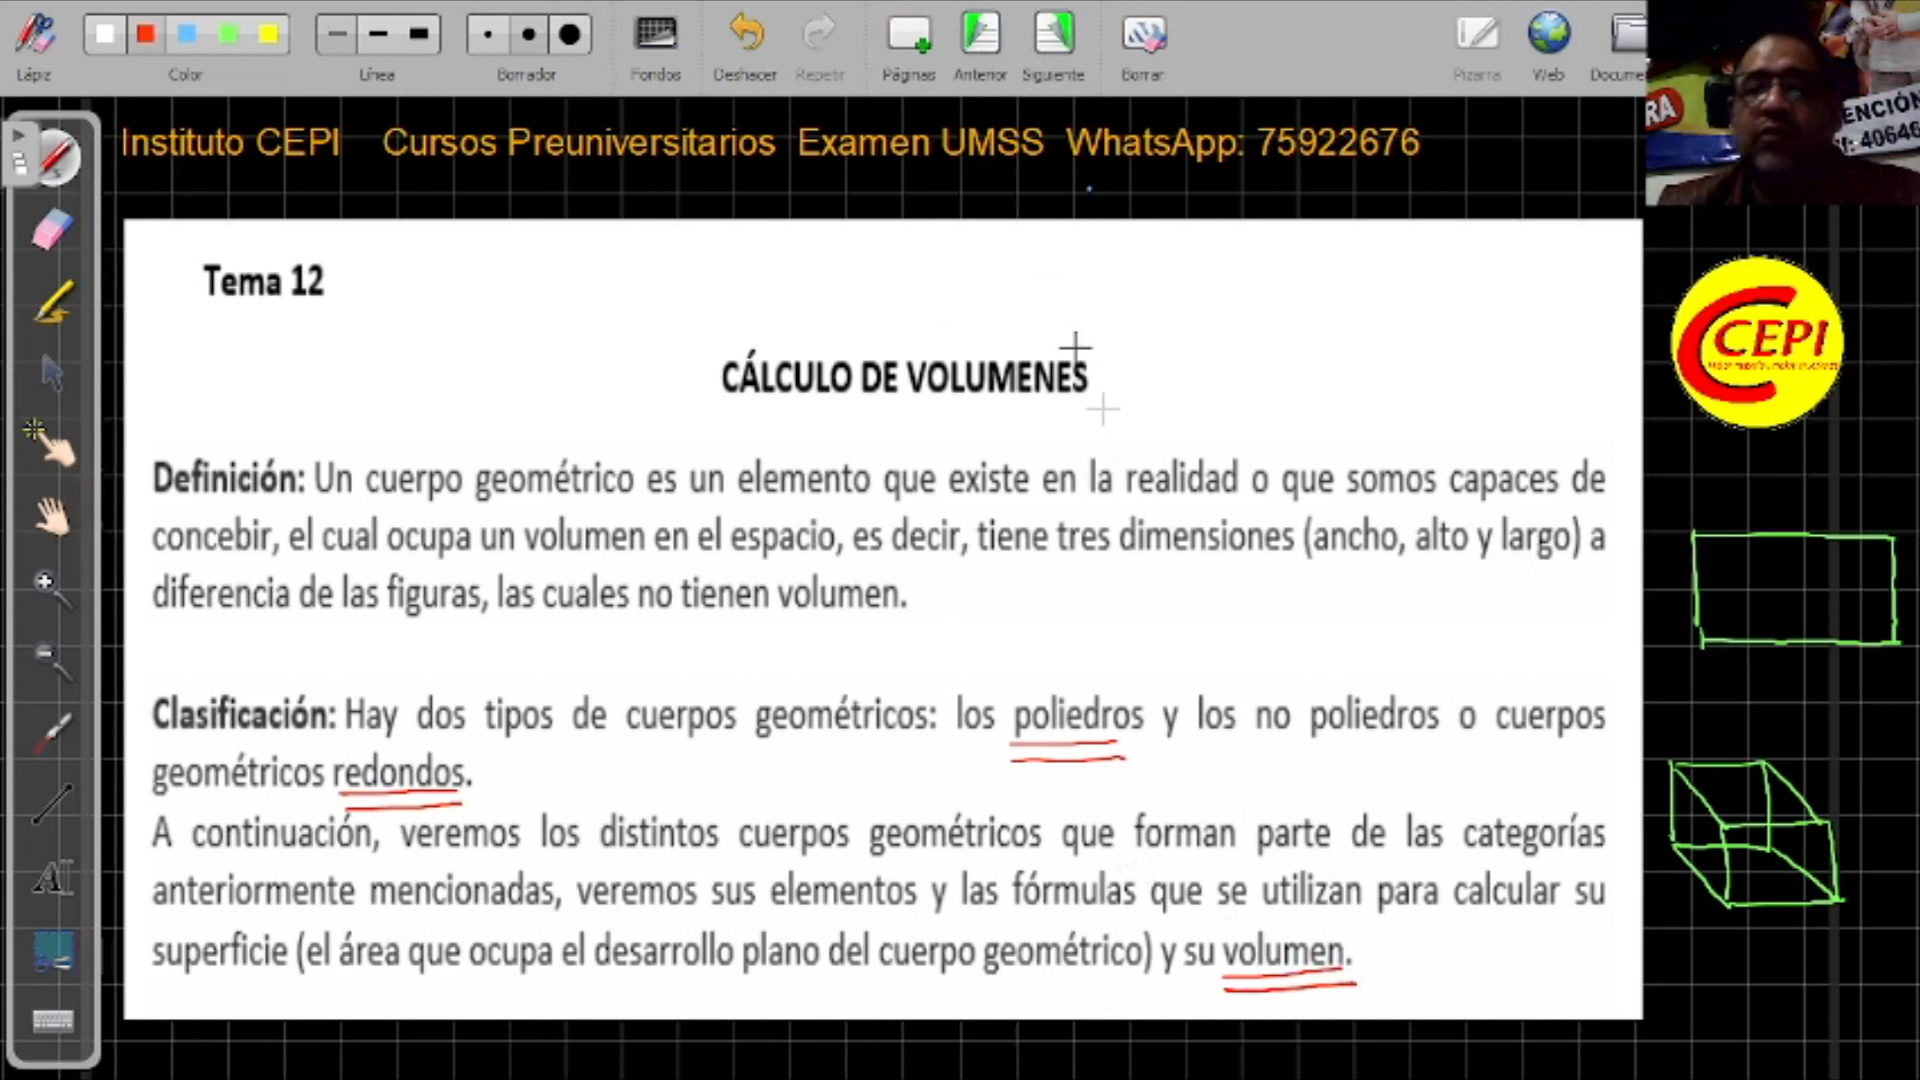 Lápiz Color Línea Borrador Fondos Deshacer Repetir Páginas Anterior Siguiente Borrar Pizarra Web Docume
RA
ENCIÓN
40646
Instituto CEPI Cursos Preuniversitarios Examen UMSS WhatsApp: 75922676
Tema 12
CÁLCULO DE VOLUMENES
CEPI
Definición: Un cuerpo geométrico es un elemento que existe en la realidad o que somos capaces de
concebir, el cual ocupa un volumen en el espacio, es decir, tiene tres dimensiones (ancho, alto y largo) a
diferencia de las figuras, las cuales no tienen volumen.
Clasificación: Hay dos tipos de cuerpos geométricos: los poliedros y los no poliedros o cuerpos
geométricos redondos.
A continuación, veremos los distintos cuerpos geométricos que forman parte de las categorías
anteriormente mencionadas, veremos sus elementos y las fórmulas que se utilizan para calcular su
superficie (el área que ocupa el desarrollo plano del cuerpo geométrico) y su volumen.